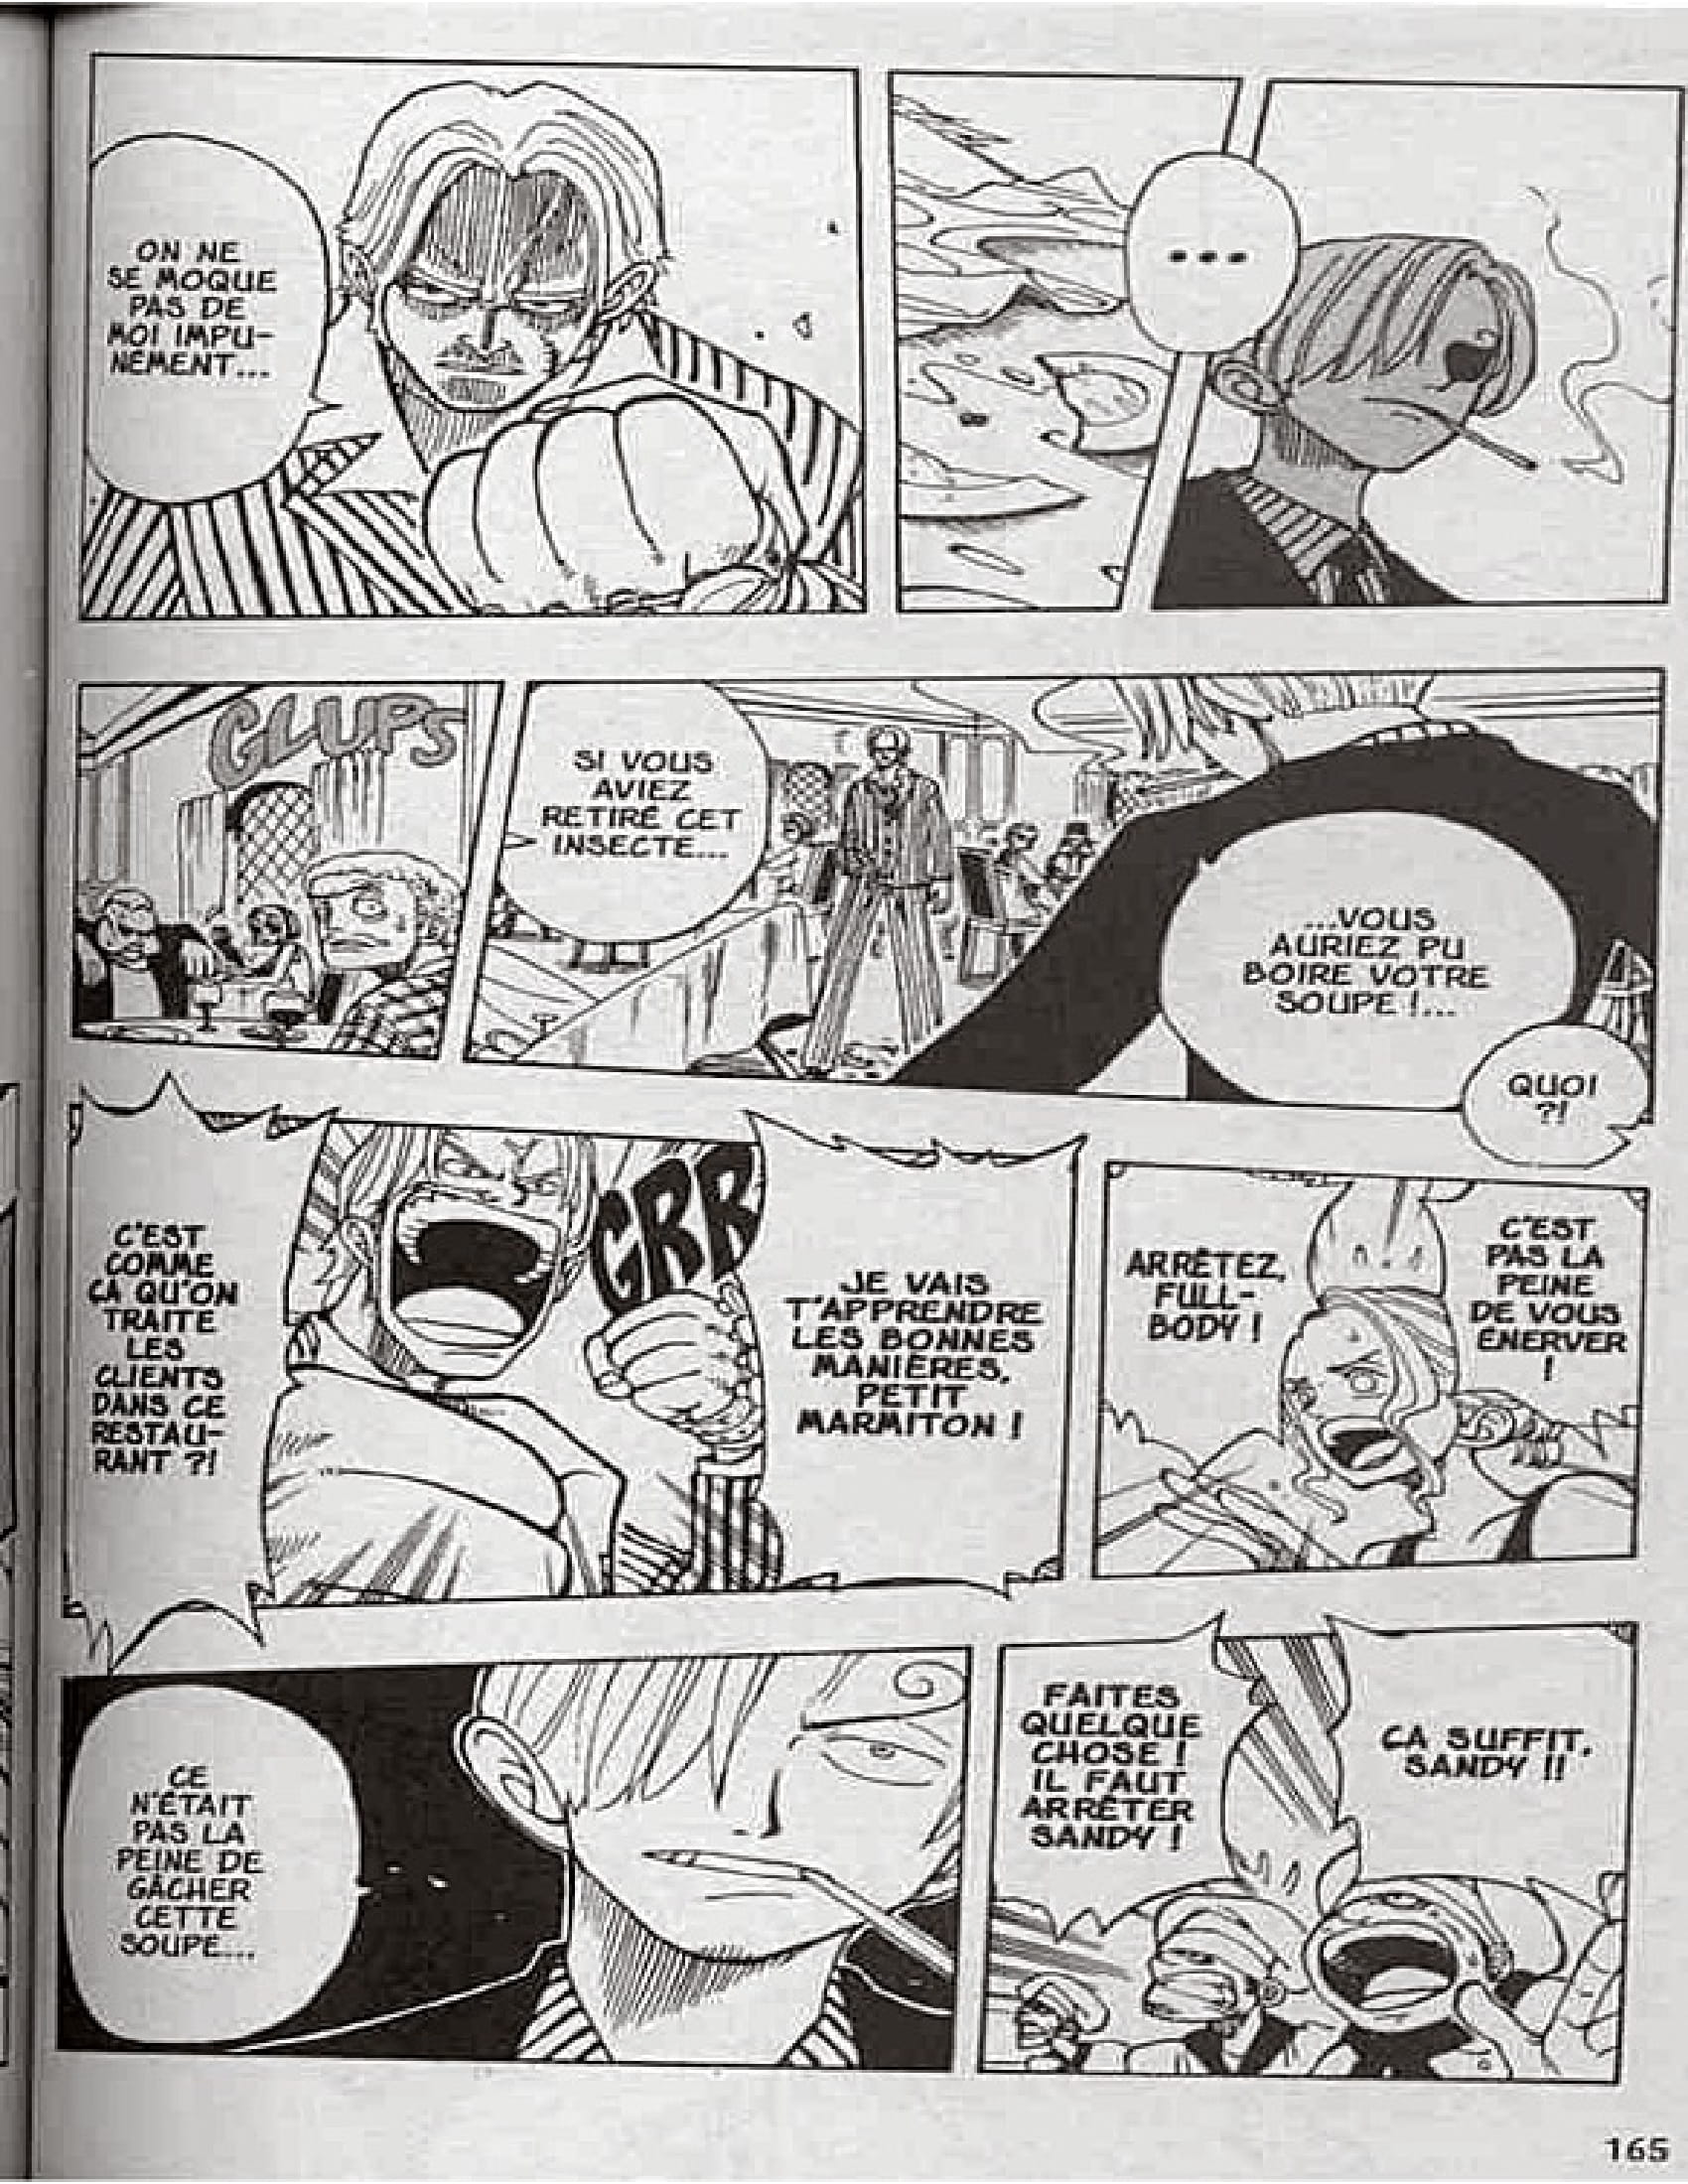 ON NE
SE MOQUE
PAS DE
MOI IMPU-
NÉMENT...
...
GLUPS
SI VOUS
AVIEZ
RETIRÉ CET
INSECTE...
...VOUS
AURIEZ PU
BOIRE VOTRE
SOUPE !...
QUOI
?!
C'EST
COMME
ÇA QU'ON
TRAITE
LES
CLIENTS
DANS CE
RESTAU-
RANT ?!
GRR
JE VAIS
T'APPRENDRE
LES BONNES
MANIÈRES,
PETIT
MARMITON !
ARRÊTEZ,
FULL-
BODY !
C'EST
PAS LA
PEINE
DE VOUS
ÉNERVER
!
CE
N'ÉTAIT
PAS LA
PEINE DE
GÂCHER
CETTE
SOUPE...
FAITES
QUELQUE
CHOSE !
IL FAUT
ARRÊTER
SANDY !
CA SUFFIT,
SANDY !!
165